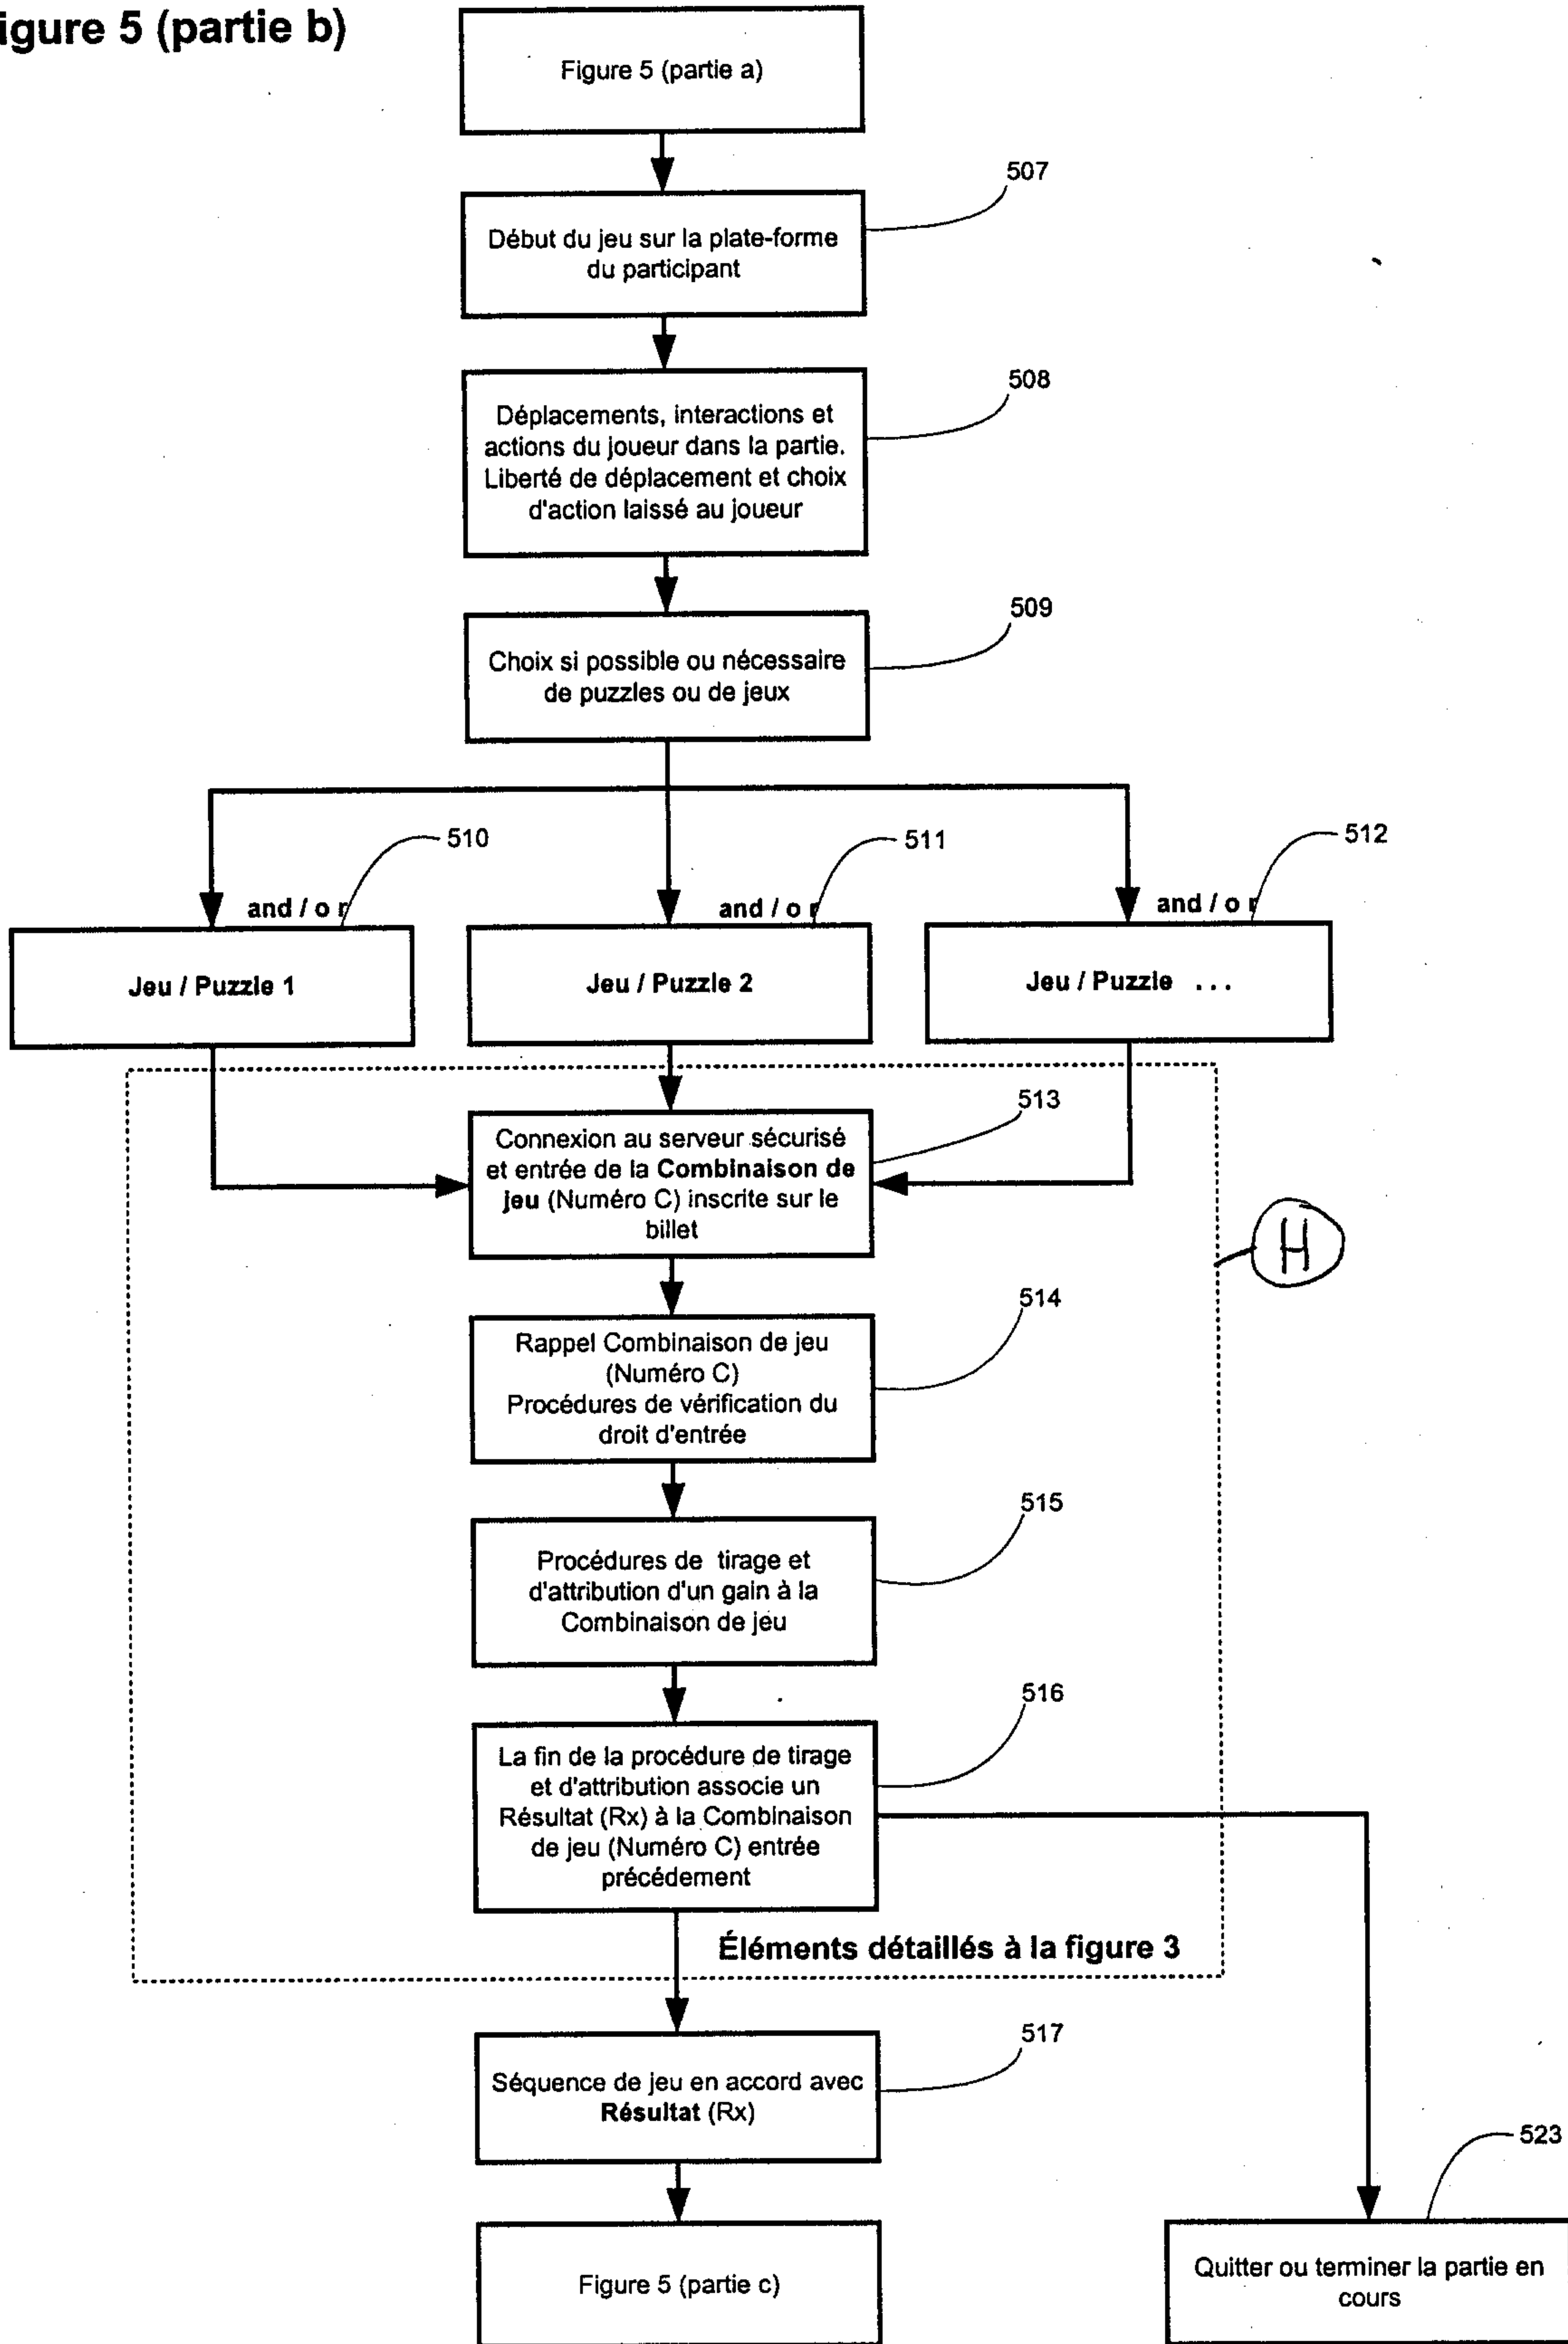 igure 5 (partie b)
Figure 5 (partie a)
507
Début du jeu sur la plate-forme
du participant
508
Déplacements, interactions et
actions du joueur dans la partie.
Liberté de déplacement et choix
d'action laissé au joueur
509
Choix si possible ou nécessaire
de puzzles ou de jeux
510
511
512
and / o r
and / o r
and / o r
Jeu / Puzzle 1
Jeu / Puzzle 2
Jeu / Puzzle ...
513
Connexion au serveur sécurisé
et entrée de la Combinaison de
jeu (Numéro C) inscrite sur le
billet
H
514
Rappel Combinaison de jeu
(Numéro C)
Procédures de vérification du
droit d'entrée
515
Procédures de tirage et
d'attribution d'un gain à la
Combinaison de jeu
516
La fin de la procédure de tirage
et d'attribution associe un
Résultat (Rx) à la Combinaison
de jeu (Numéro C) entrée
précédement
Éléments détaillés à la figure 3
517
Séquence de jeu en accord avec
Résultat (Rx)
523
Figure 5 (partie c)
Quitter ou terminer la partie en
cours